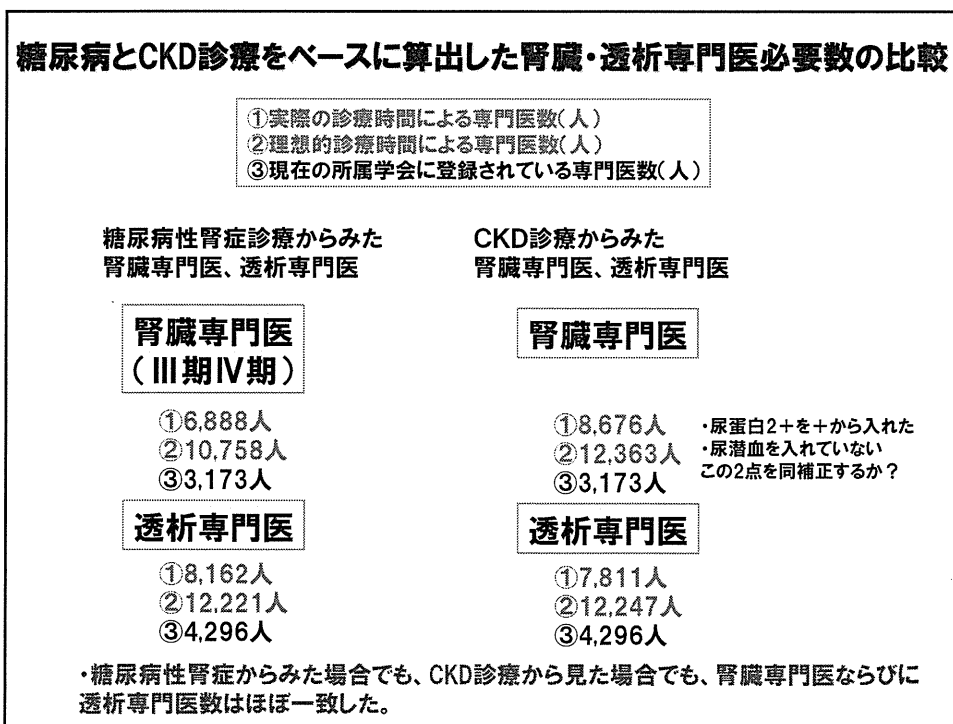 糖尿病とCKD診療をベースに算出した腎臓・透析専門医必要数の比較
①実際の診療時間による専門医数(人)
②理想的診療時間による専門医数(人)
③現在の所属学会に登録されている専門医数(人)
糖尿病性腎症診療からみた
腎臓専門医、透析専門医
腎臓専門医
(Ⅲ期Ⅳ期)
①6,888人
②10,758人
③3,173人
透析専門医
①8,162人
②12,221人
③4,296人
CKD診療からみた
腎臓専門医、透析専門医
腎臓専門医
①8,676人
②12,363人
③3,173人
・尿蛋白2+を+から入れた
・尿潜血を入れていない
この2点を同補正するか?
透析専門医
①7,811人
②12,247人
③4,296人
・糖尿病性腎症からみた場合でも、CKD診療から見た場合でも、腎臓専門医ならびに
透析専門医数はほぼ一致した。